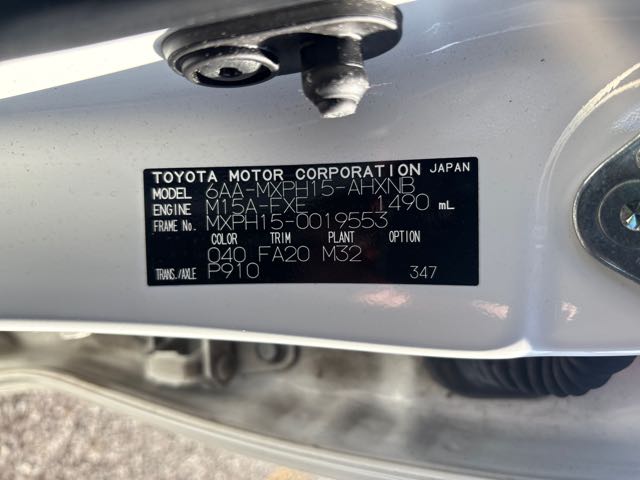 TOYOTA MOTOR CORPORATION JAPAN
MODEL 6AA-MXPH15-AHXNB
ENGINE M15A-FXE 1490 mL
FRAME No. MXPH15-0019553
COLOR TRIM PLANT OPTION
040 FA20 M32
TRANS./AXLE P910 347